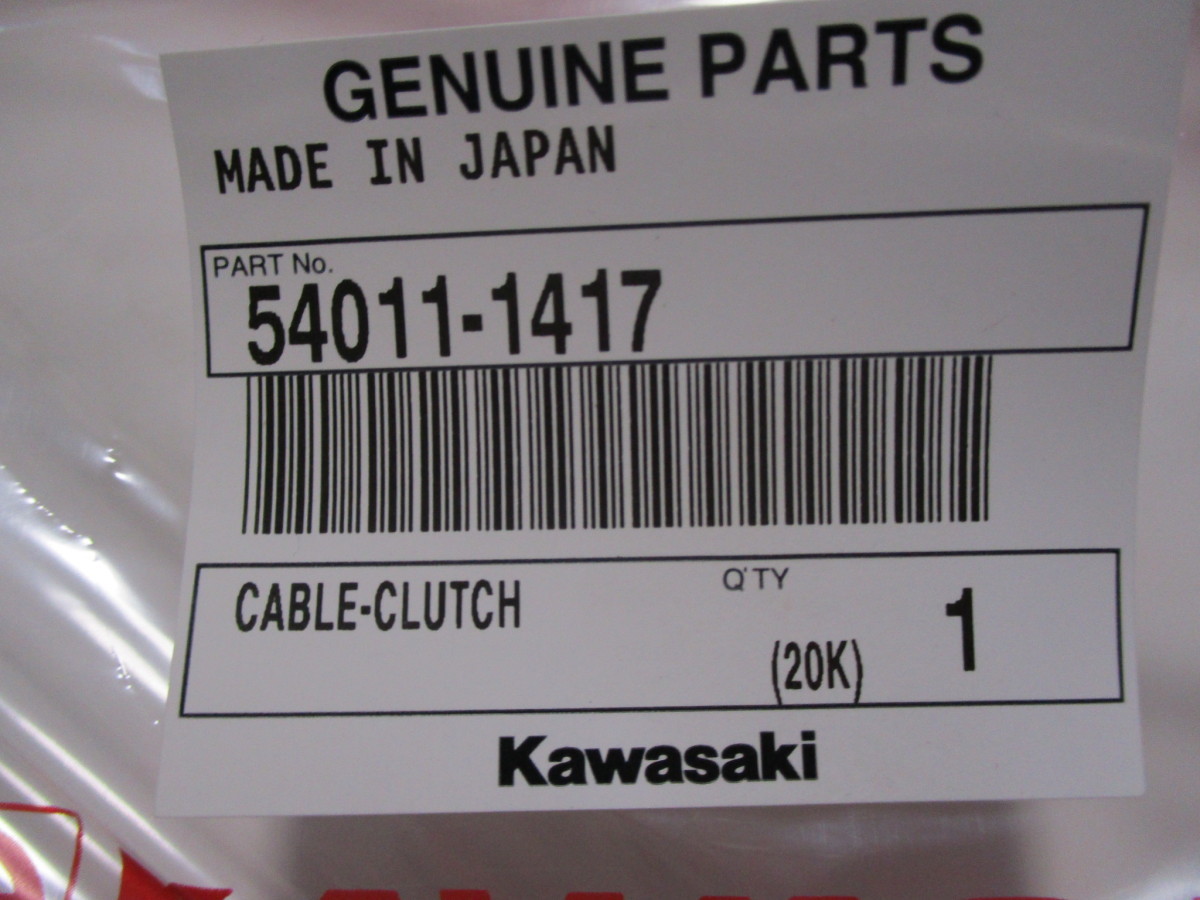 GENUINE PARTS
MADE IN JAPAN
PART No.
54011-1417
CABLE-CLUTCH
Q'TY
(20K)
1
Kawasaki